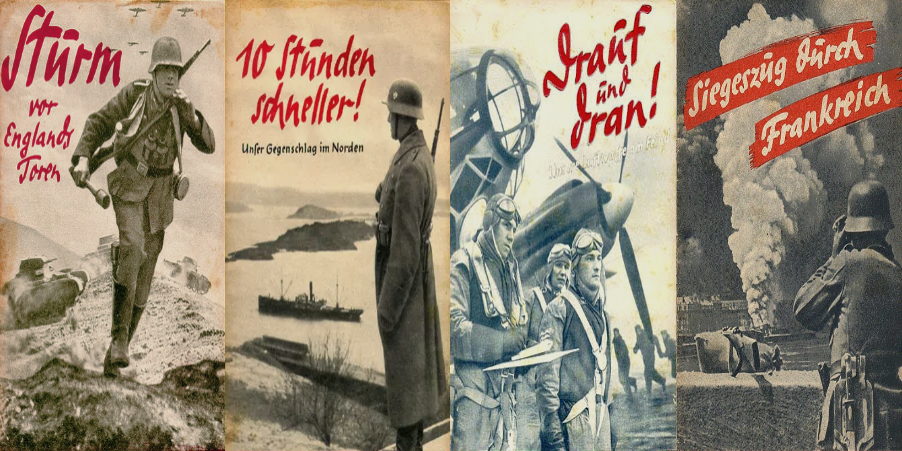 Sturm
vor
Englands
Toren
10 Stunden
schneller!
Unser Gegenschlag im Norden
Drauf
und
dran!
Siegeszug durch
Frankreich